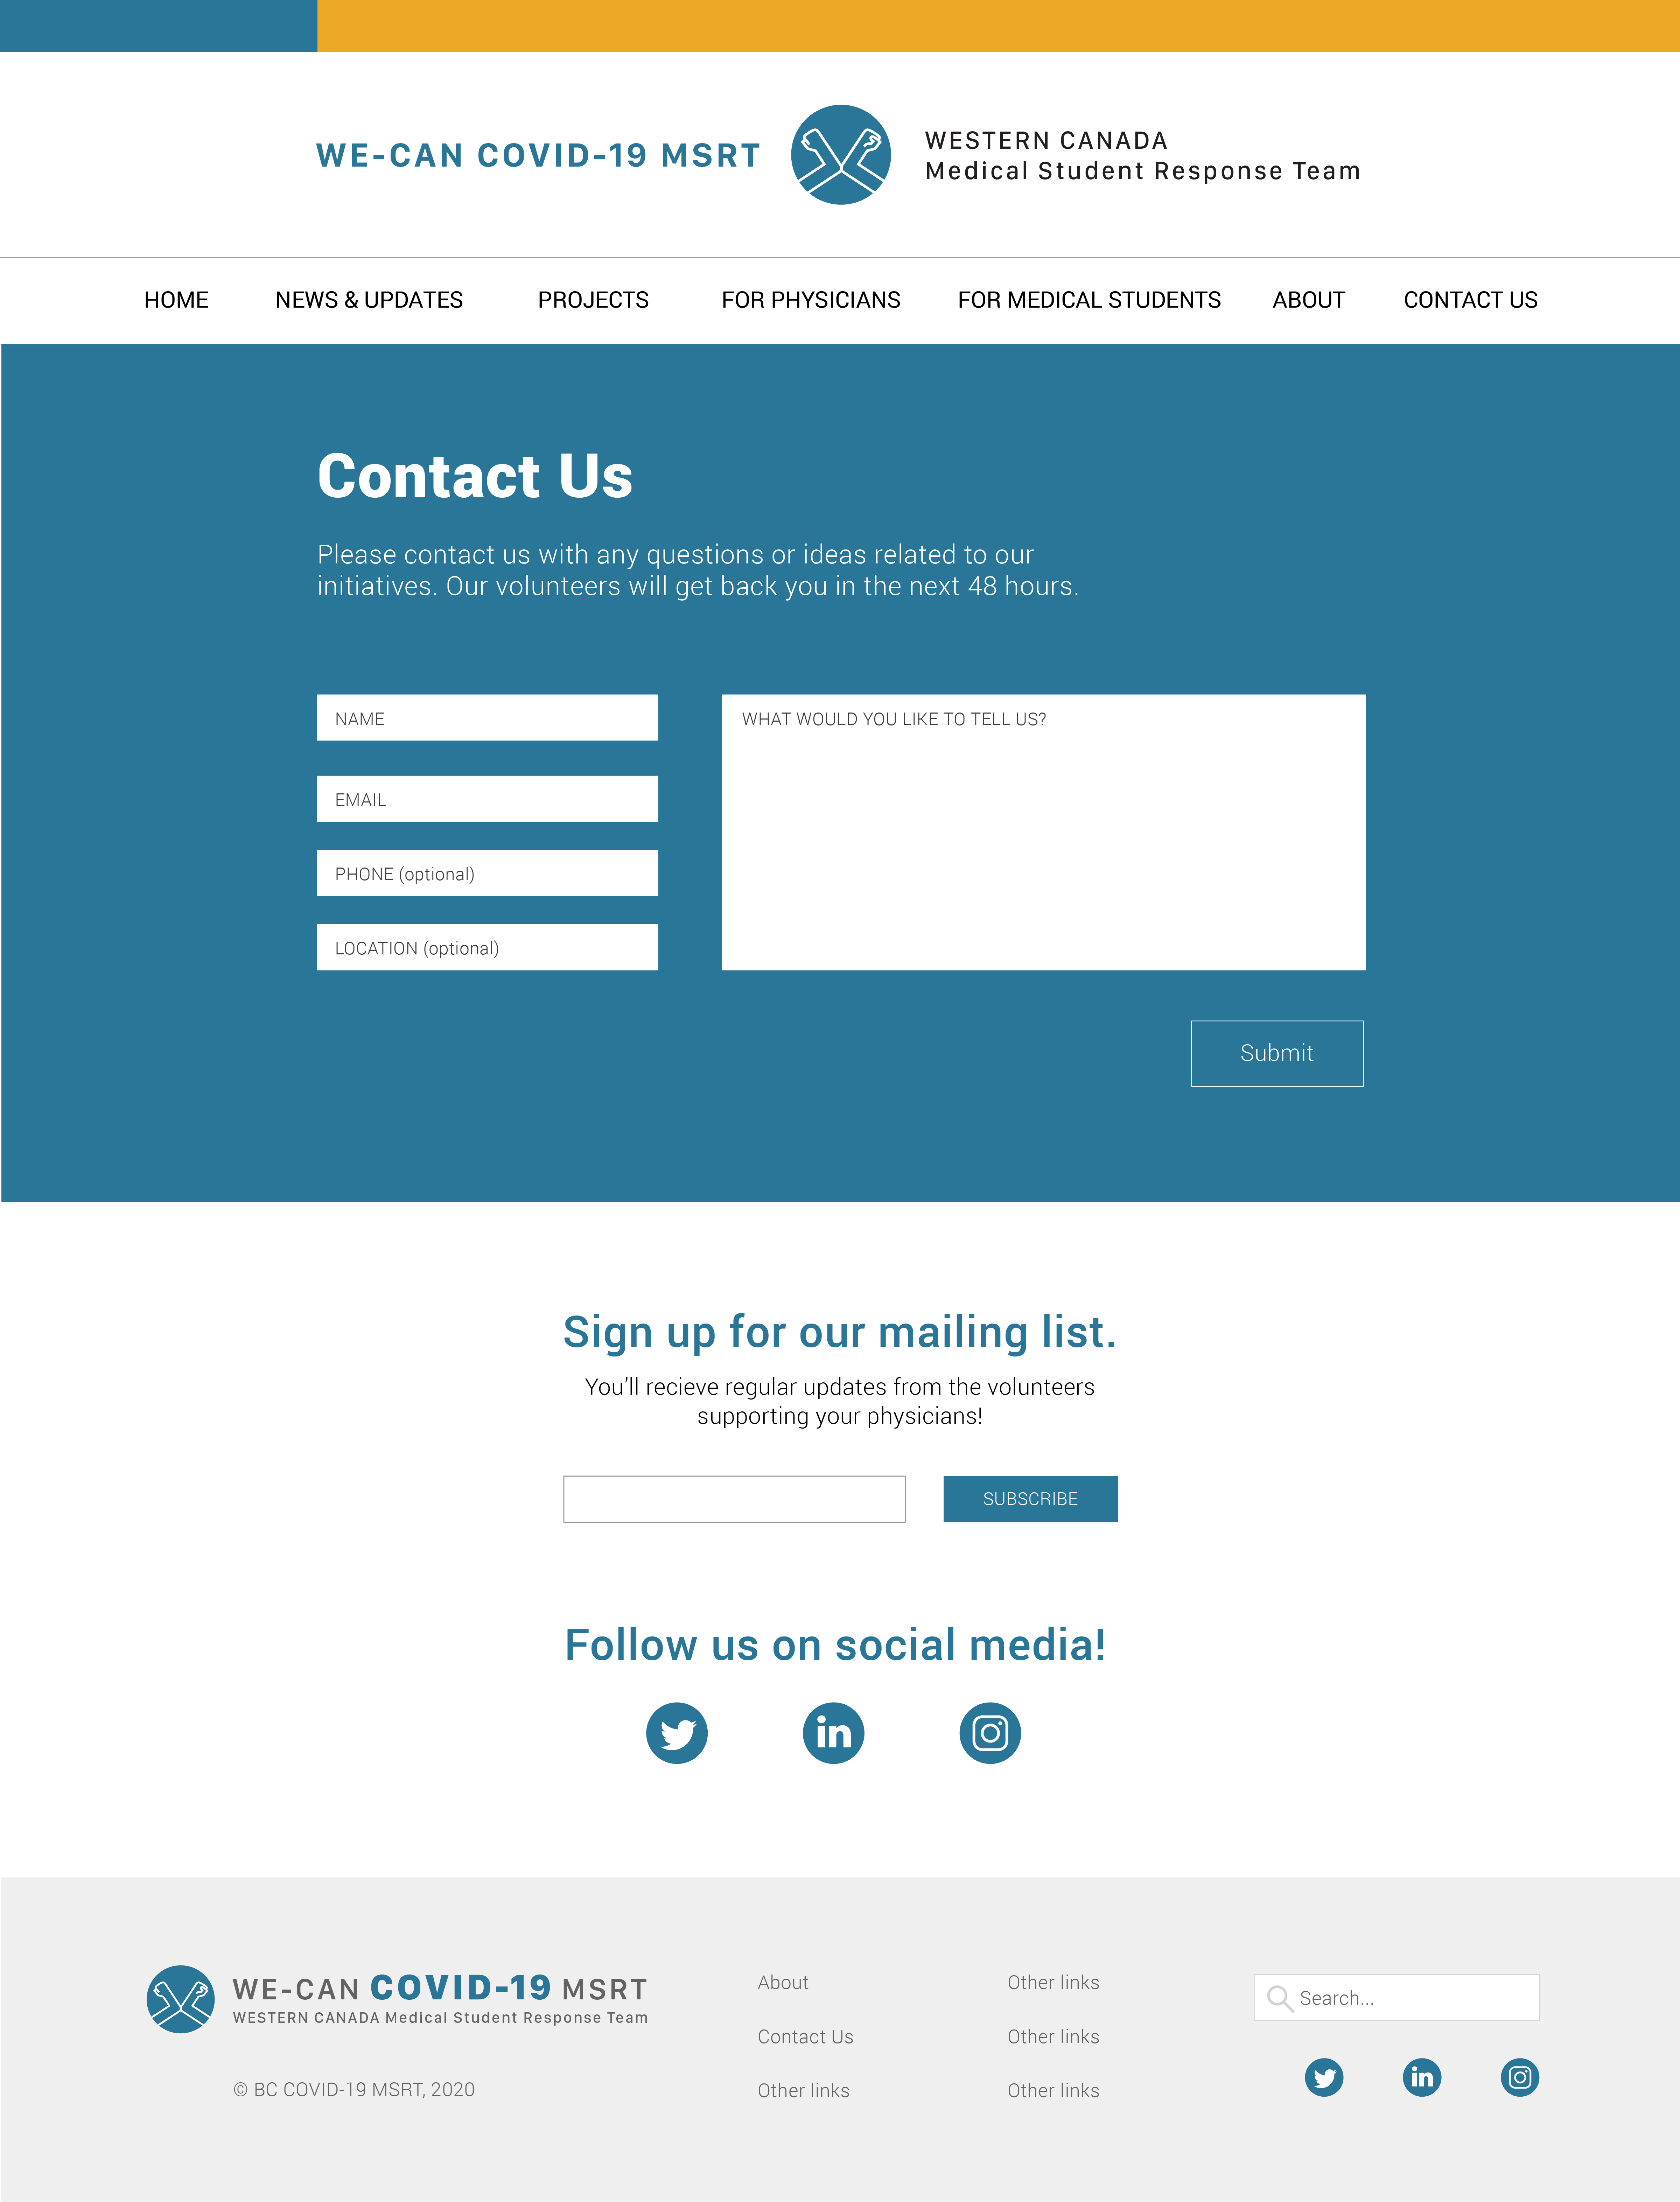 WE-CAN COVID-19 MSRT
WESTERN CANADA
Medical Student Response Team
HOME NEWS & UPDATES PROJECTS FOR PHYSICIANS FOR MEDICAL STUDENTS ABOUT CONTACT US
Contact Us
Please contact us with any questions or ideas related to our
initiatives. Our volunteers will get back you in the next 48 hours.
NAME
EMAIL
PHONE (optional)
LOCATION (optional)
WHAT WOULD YOU LIKE TO TELL US?
Submit
Sign up for our mailing list.
You’ll recieve regular updates from the volunteers
supporting your physicians!
SUBSCRIBE
Follow us on social media!
in
WE-CAN COVID-19 MSRT
WESTERN CANADA Medical Student Response Team
© BC COVID-19 MSRT, 2020
About
Contact Us
Other links
Other links
Other links
Other links
Search...
in